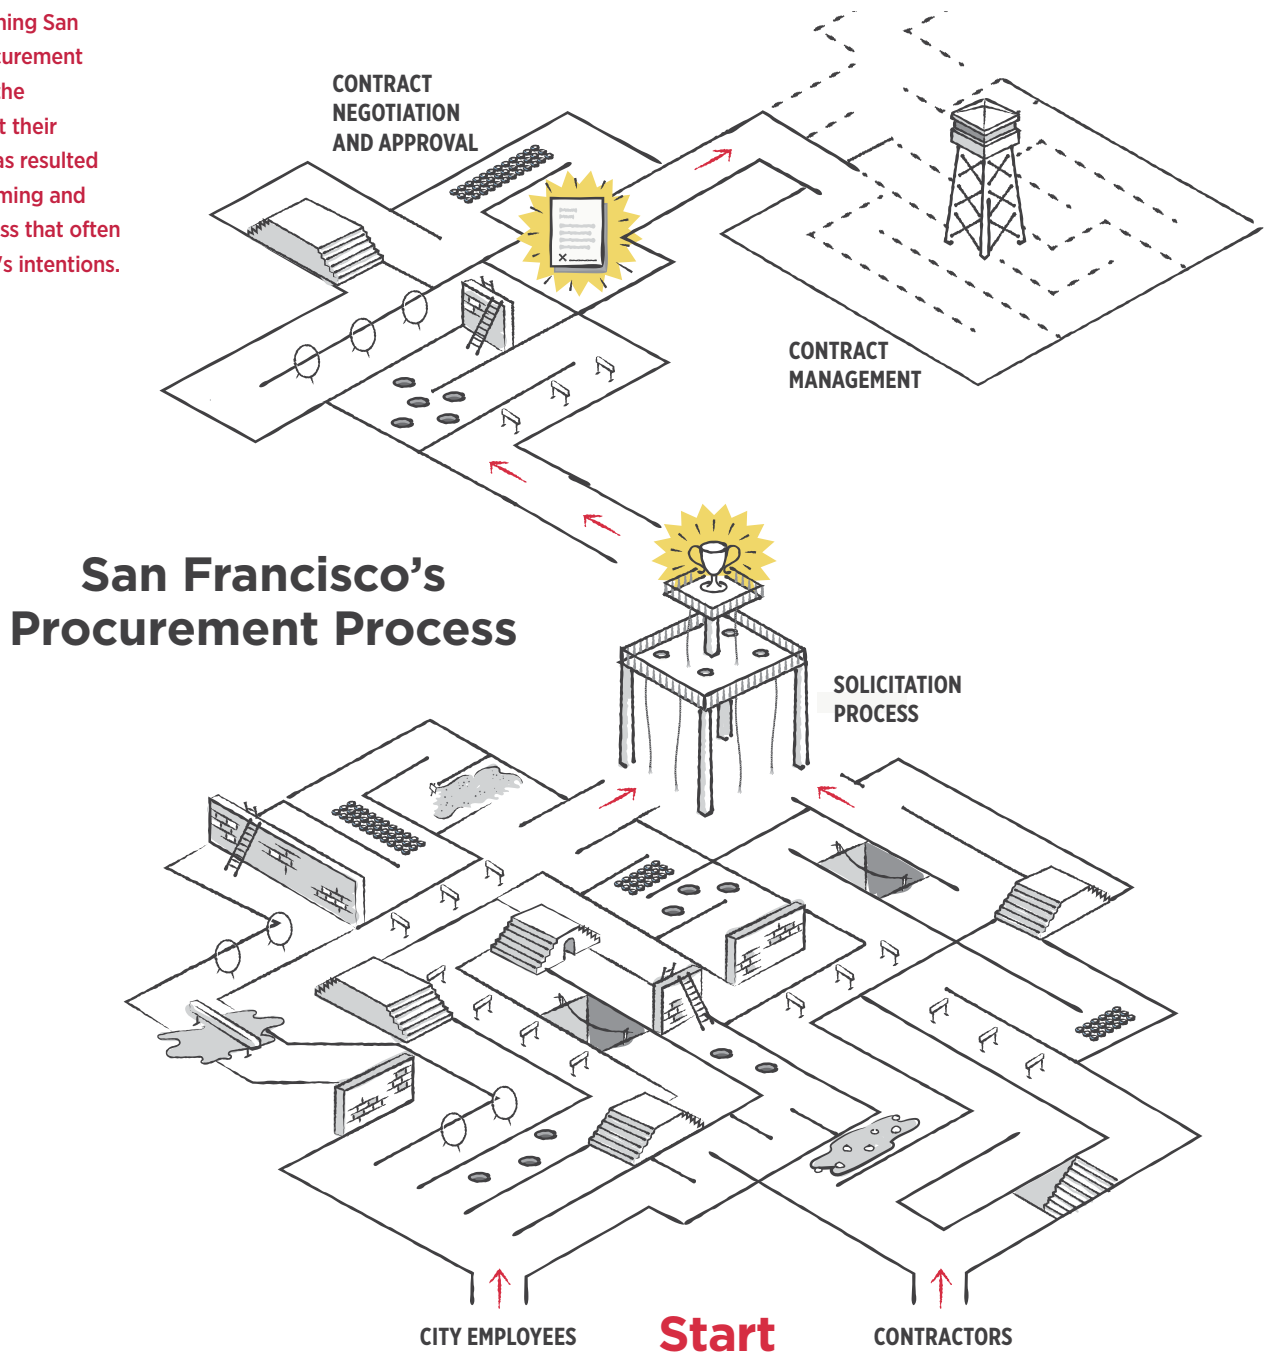 ning San
curement
the
t their
as resulted
ming and
ss that often
's intentions.
CONTRACT
NEGOTIATION
AND APPROVAL
CONTRACT
MANAGEMENT
San Francisco's
Procurement Process
SOLICITATION
PROCESS
CITY EMPLOYEES
Start
CONTRACTORS